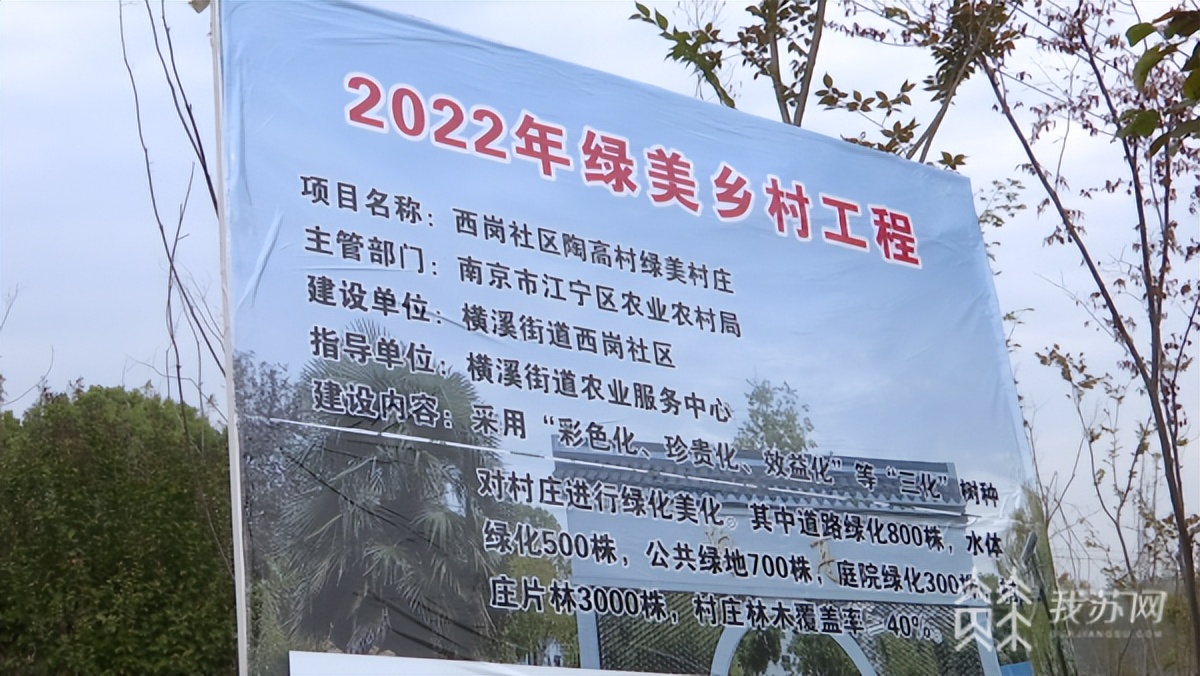 2022年绿美乡村工程
项目名称：西岗社区陶高村绿美村庄
主管部门：南京市江宁区农业农村局
建设单位：横溪街道西岗社区
指导单位：横溪街道农业服务中心
建设内容：采用“彩色化、珍贵化、效益化”等“三化”树种
对村庄进行绿化美化。其中道路绿化800株，水体
绿化500株，公共绿地700株，庭院绿化300株
庄片林3000株，村庄林木覆盖率 40%
我苏网
OURJIANGSU.COM